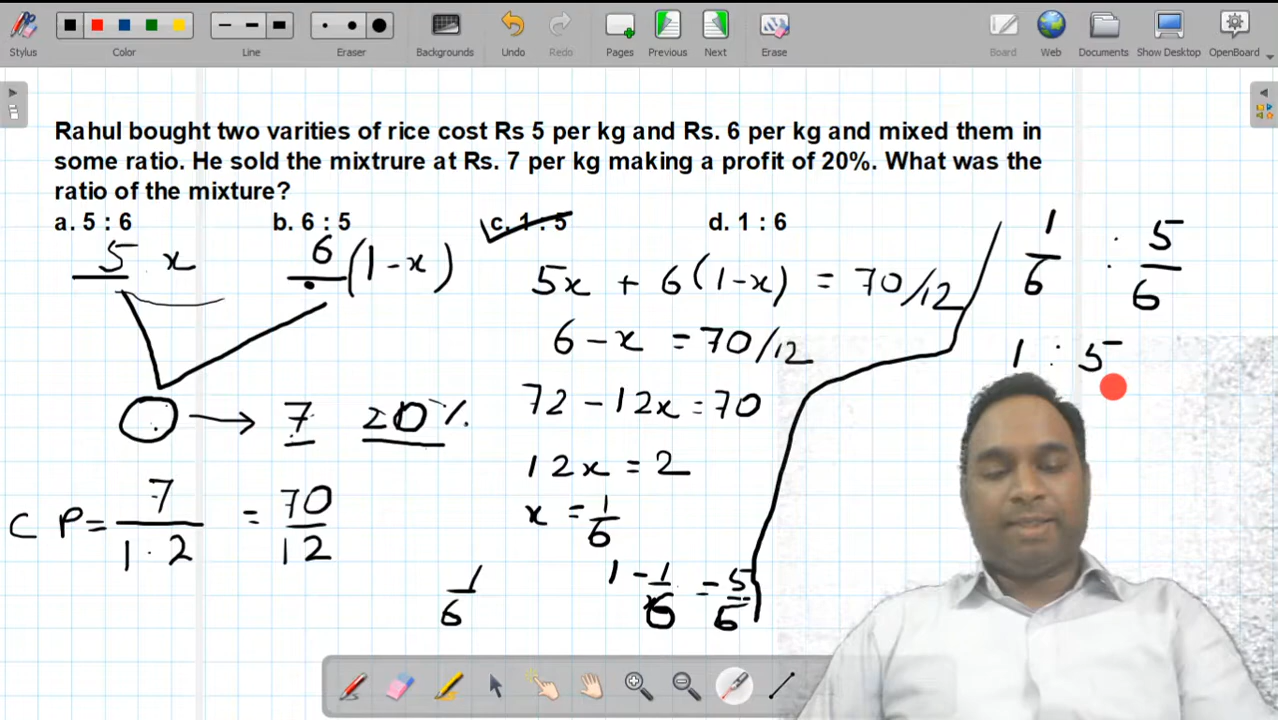 Stylus Color Line Eraser Backgrounds Undo Redo Pages Previous Next Erase Board Web Documents Show Desktop OpenBoard
Rahul bought two varities of rice cost Rs 5 per kg and Rs. 6 per kg and mixed them in
some ratio. He sold the mixtrure at Rs. 7 per kg making a profit of 20%. What was the
ratio of the mixture?
a. 5 : 6 b. 6 : 5 c. 1 : 5 d. 1 : 6
5 x 6 (1-x)
7 20%
CP = 7/1.2 = 70/12
5x + 6(1-x) = 70/12
6 - x = 70/12
72 - 12x = 70
12x = 2
x = 1/6
1/6
1 - 1/6 = 5/6
1/6 : 5/6
1 : 5